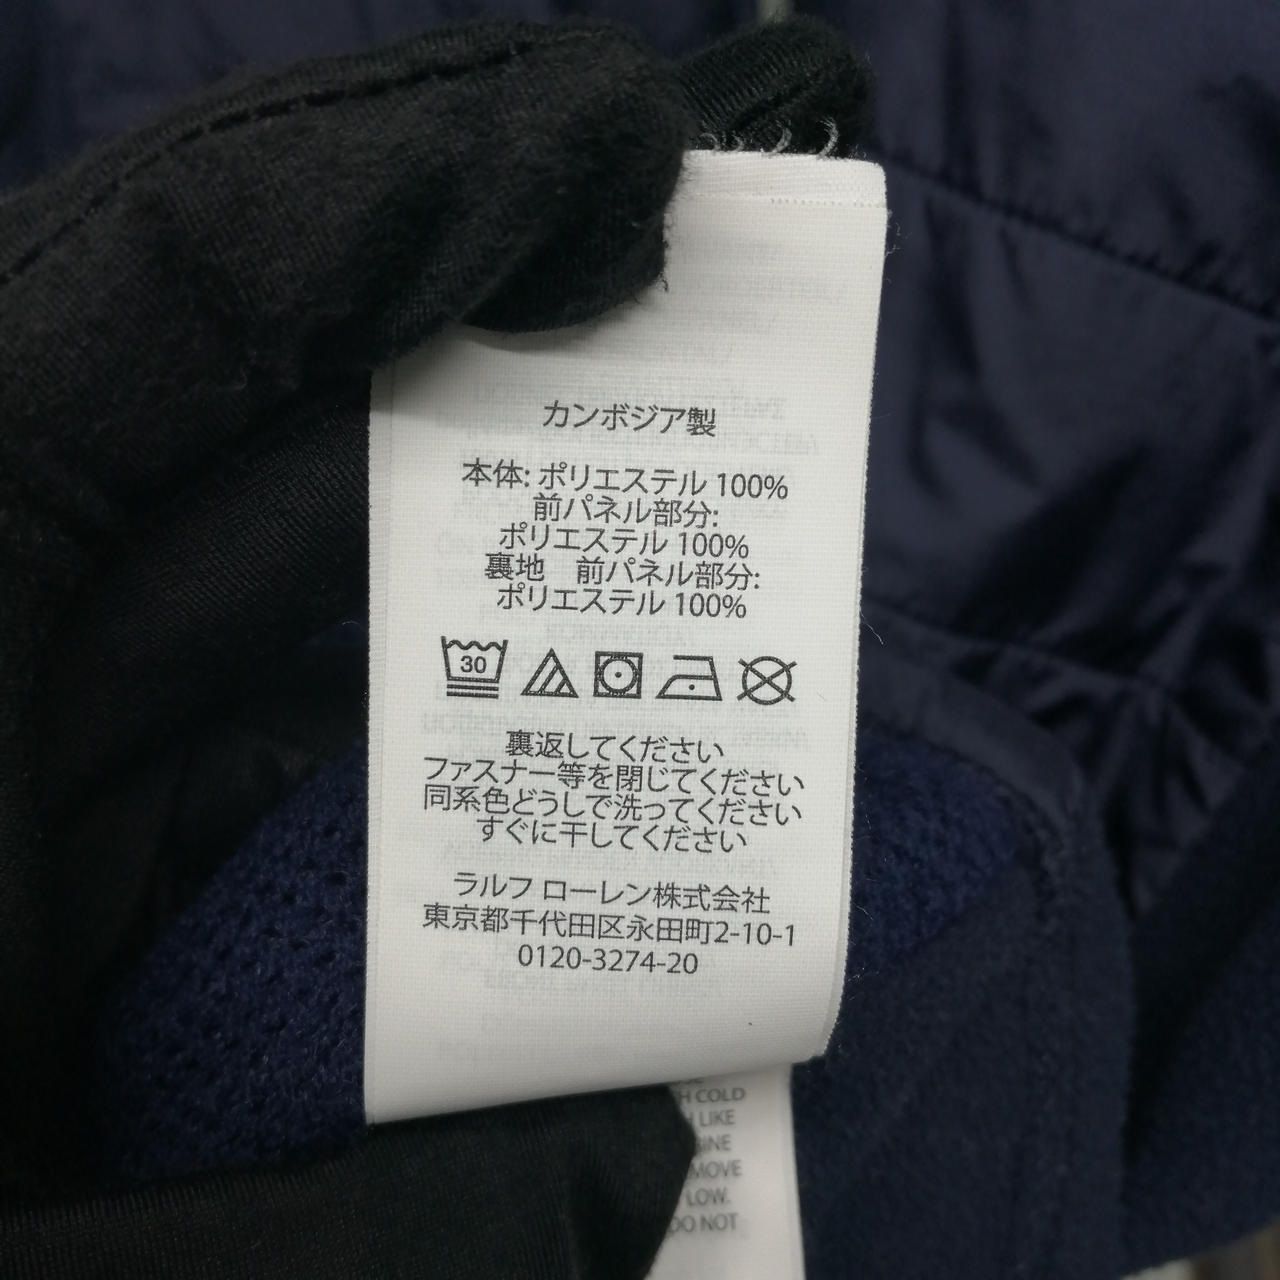 カンボジア製
本体: ポリエステル 100%
前パネル部分:
ポリエステル 100%
裏地　前パネル部分:
ポリエステル 100%
30
裏返してください
ファスナー等を閉じてください
同系色どうしで洗ってください
すぐに干してください
ラルフ ローレン株式会社
東京都千代田区永田町2-10-1
0120-3274-20
COLD
LIKE
LOW.
DO NOT